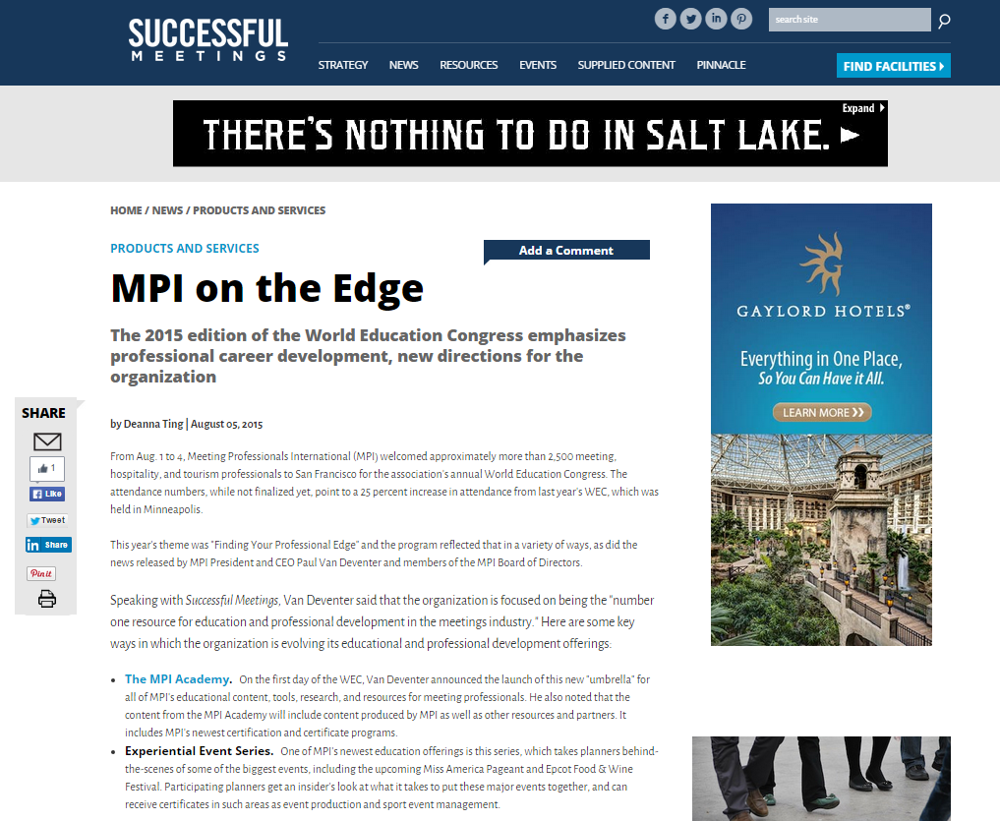 SUCCESSFUL
MEETINGS
search site
STRATEGY NEWS RESOURCES EVENTS SUPPLIED CONTENT PINNACLE
FIND FACILITIES
Expand
THERE'S NOTHING TO DO IN SALT LAKE.
HOME / NEWS / PRODUCTS AND SERVICES
PRODUCTS AND SERVICES
Add a Comment
MPI on the Edge
The 2015 edition of the World Education Congress emphasizes
professional career development, new directions for the
organization
by Deanna Ting | August 05, 2015
From Aug. 1 to 4, Meeting Professionals International (MPI) welcomed approximately more than 2,500 meeting,
hospitality, and tourism professionals to San Francisco for the association's annual World Education Congress. The
attendance numbers, while not finalized yet, point to a 25 percent increase in attendance from last year's WEC, which was
held in Minneapolis.
This year's theme was "Finding Your Professional Edge" and the program reflected that in a variety of ways, as did the
news released by MPI President and CEO Paul Van Deventer and members of the MPI Board of Directors.
Speaking with Successful Meetings, Van Deventer said that the organization is focused on being the "number
one resource for education and professional development in the meetings industry." Here are some key
ways in which the organization is evolving its educational and professional development offerings:
• The MPI Academy. On the first day of the WEC, Van Deventer announced the launch of this new "umbrella" for
all of MPI's educational content, tools, research, and resources for meeting professionals. He also noted that the
content from the MPI Academy will include content produced by MPI as well as other resources and partners. It
includes MPI's newest certification and certificate programs.
• Experiential Event Series. One of MPI's newest education offerings is this series, which takes planners behind-
the-scenes of some of the biggest events, including the upcoming Miss America Pageant and Epcot Food & Wine
Festival. Participating planners get an insider's look at what it takes to put these major events together, and can
receive certificates in such areas as event production and sport event management.
SHARE
1
Like
Tweet
in Share
Pin it
G
GAYLORD HOTELS®
Everything in One Place,
So You Can Have it All.
LEARN MORE